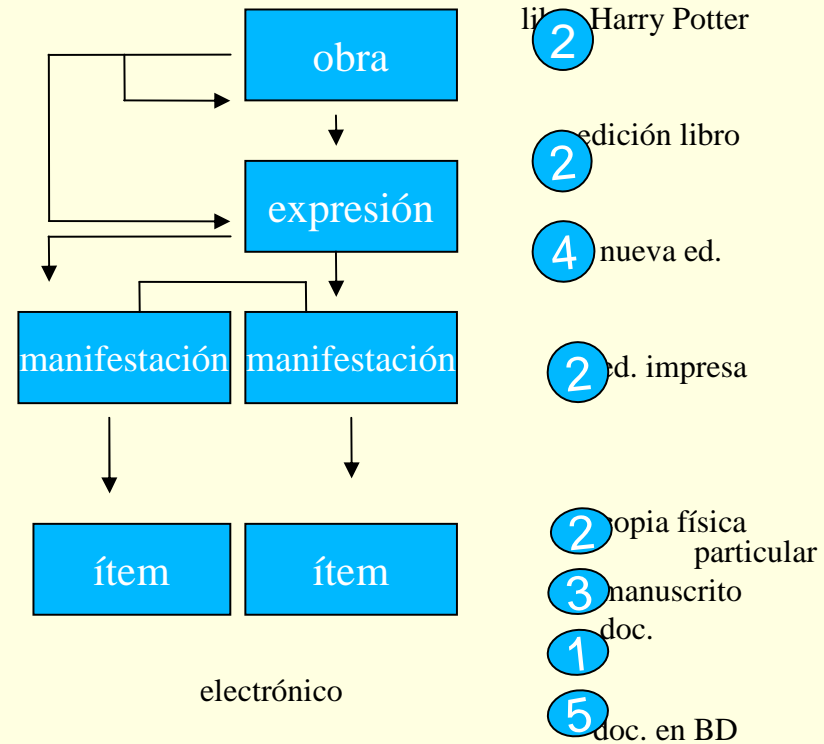 libro Harry Potter
2
obra
edición libro
2
expresión
4 nueva ed.
manifestación manifestación
2 ed. impresa
2 copia física
particular
ítem ítem
3 manuscrito
doc.
1
electrónico
5
doc. en BD